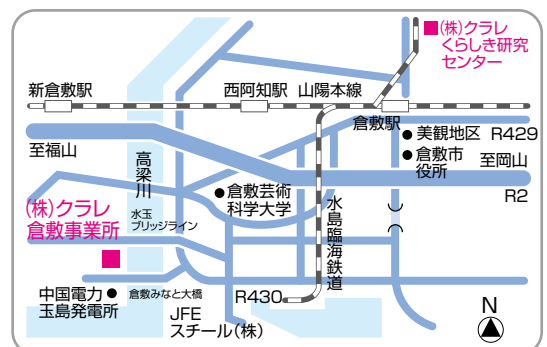 (株)クラレ
くらしき研究
センター
新倉敷駅
西阿知駅
山陽本線
倉敷駅
美観地区
R429
至福山
倉敷市
役所
至岡山
高梁川
R2
倉敷芸術
科学大学
(株)クラレ
倉敷事業所
水玉
ブリッジライン
水島臨海鉄道
中国電力
玉島発電所
倉敷みなと大橋
R430
JFE
スチール(株)
N